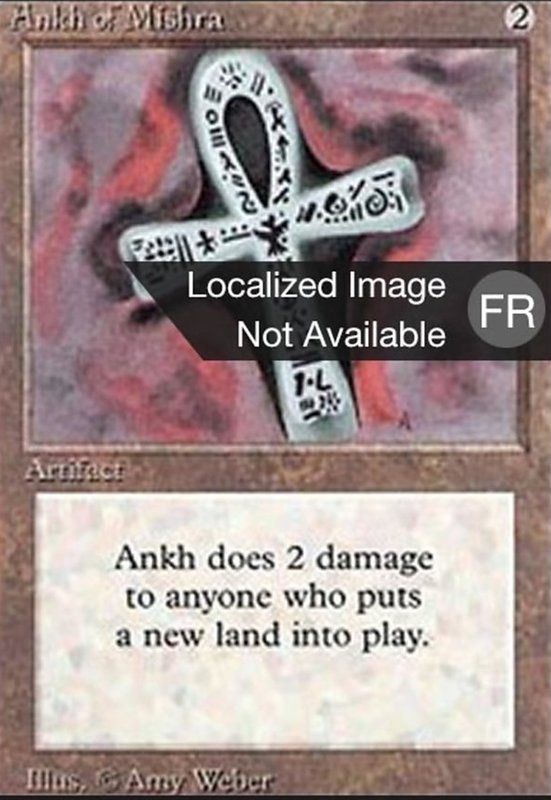 Ankh of Mishra
2
Localized Image
Not Available
FR
Artifact
Ankh does 2 damage
to anyone who puts
a new land into play.
Illus. © Amy Weber